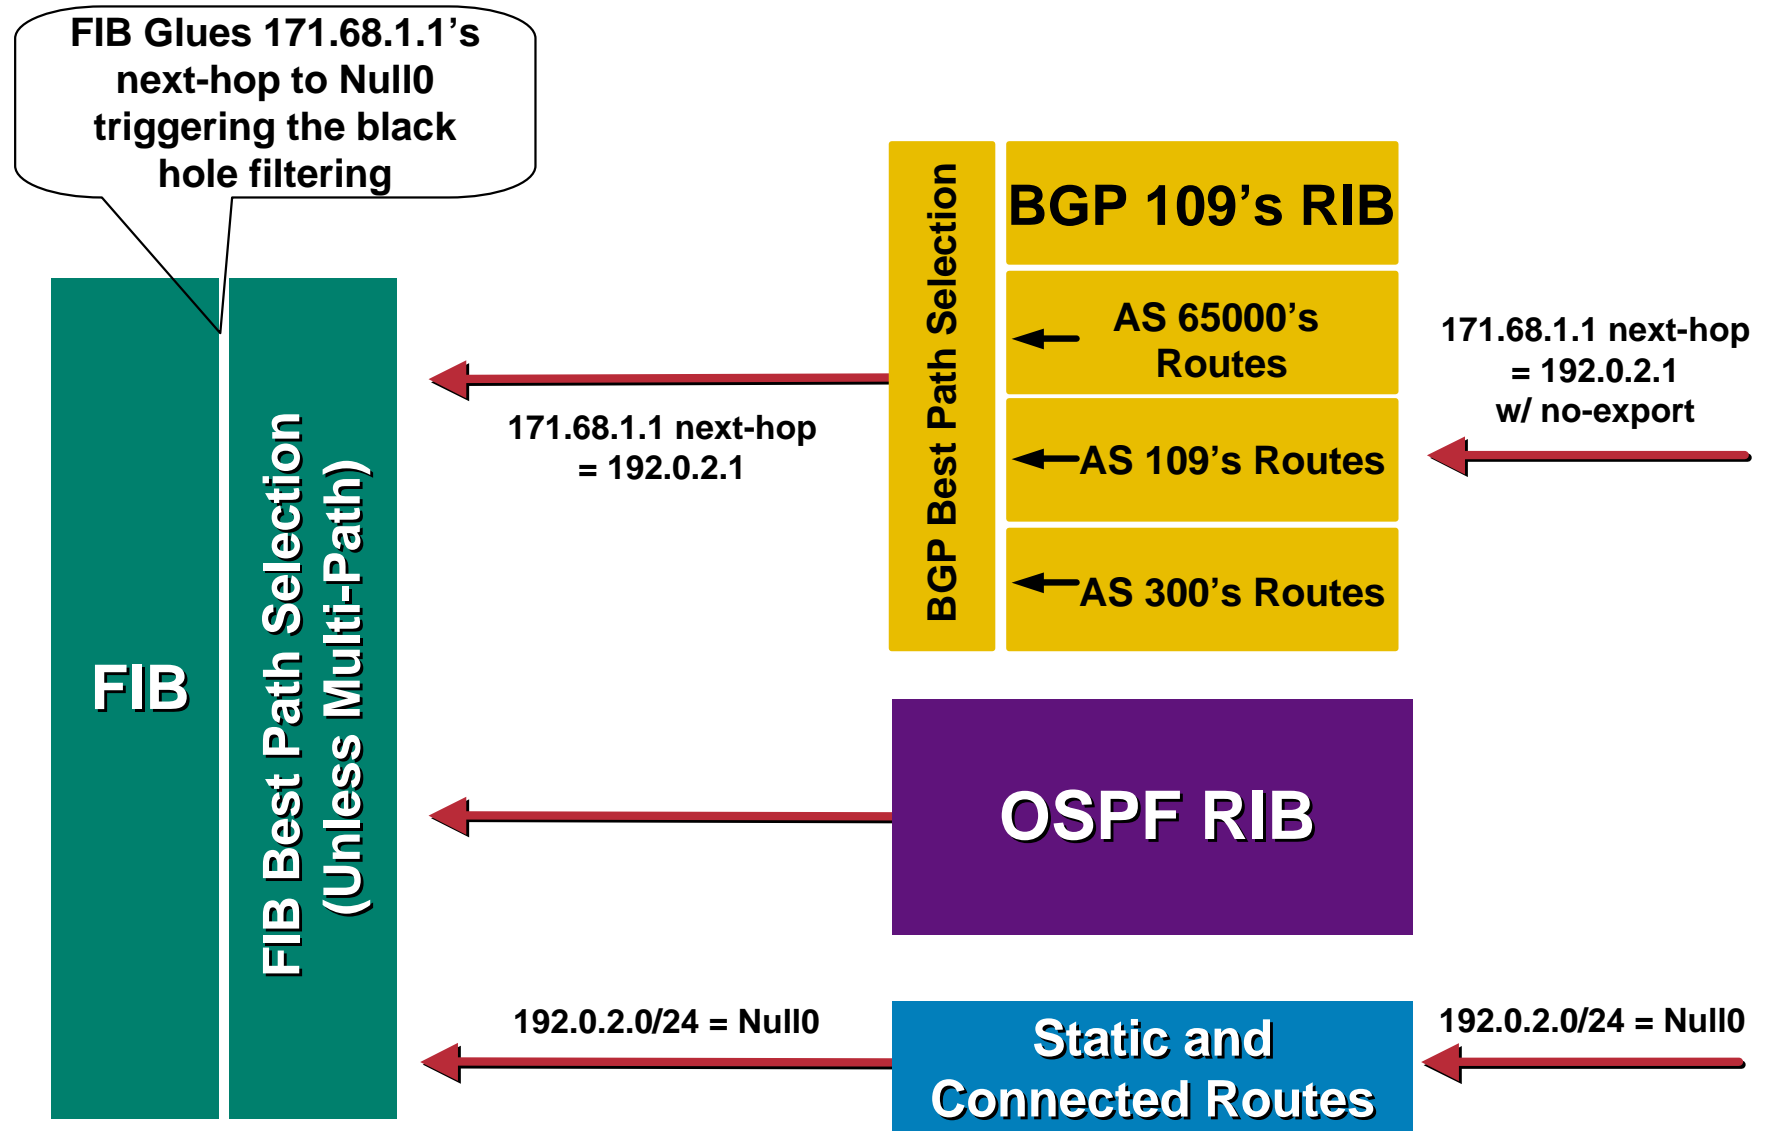 FIB Glues 171.68.1.1’s
next-hop to Null0
triggering the black
hole filtering
FIB
FIB Best Path Selection
(Unless Multi-Path)
171.68.1.1 next-hop
= 192.0.2.1
192.0.2.0/24 = Null0
BGP Best Path Selection
BGP 109’s RIB
AS 65000’s
Routes
AS 109’s Routes
AS 300’s Routes
171.68.1.1 next-hop
= 192.0.2.1
w/ no-export
OSPF RIB
Static and
Connected Routes
192.0.2.0/24 = Null0